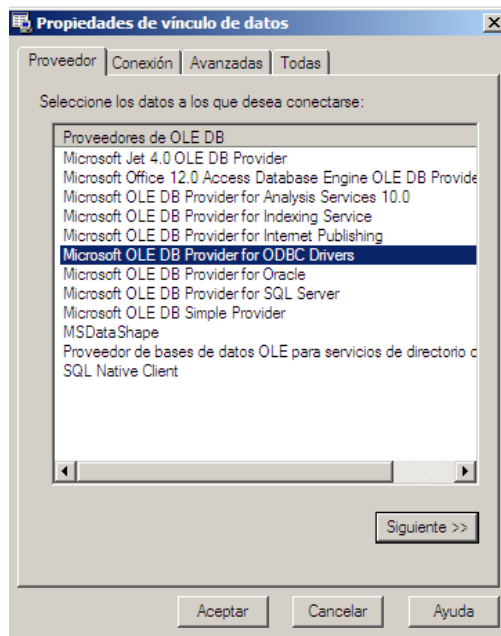 Propiedades de vínculo de datos
Proveedor Conexión Avanzadas Todas
Seleccione los datos a los que desea conectarse:
Proveedores de OLE DB
Microsoft Jet 4.0 OLE DB Provider
Microsoft Office 12.0 Access Database Engine OLE DB Provide
Microsoft OLE DB Provider for Analysis Services 10.0
Microsoft OLE DB Provider for Indexing Service
Microsoft OLE DB Provider for Internet Publishing
Microsoft OLE DB Provider for ODBC Drivers
Microsoft OLE DB Provider for Oracle
Microsoft OLE DB Provider for SQL Server
Microsoft OLE DB Simple Provider
MSDataShape
Proveedor de bases de datos OLE para servicios de directorio d
SQL Native Client
Siguiente >>
Aceptar Cancelar Ayuda